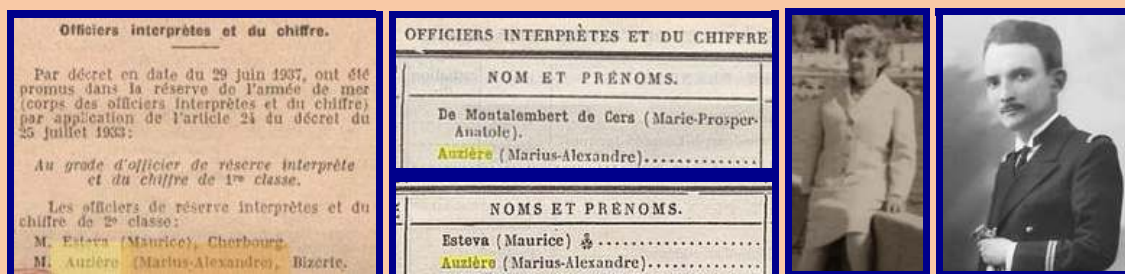 Officiers interprètes et du chiffre.
Par décret en date du 29 juin 1937, ont été
promus dans la réserve de l'armée de mer
(corps des officiers interprètes et du chiffre)
par application de l'article 24 du décret du
25 juillet 1933:
Au grade d'officier de réserve interprète
et du chiffre de 1re classe.
Les officiers de réserve interprètes et du
chiffre de 2e classe:
M. Esteva (Maurice), Cherbourg.
M. Auzière (Marius-Alexandre), Bizerte.
OFFICIERS INTERPRÈTES ET DU CHIFFRE
NOM ET PRÉNOMS.
De Montalembert de Cers (Marie-Prosper-
Anatole).
Auzière (Marius-Alexandre)..............
NOMS ET PRÉNOMS.
Esteva (Maurice) ....................
Auzière (Marius-Alexandre)..............